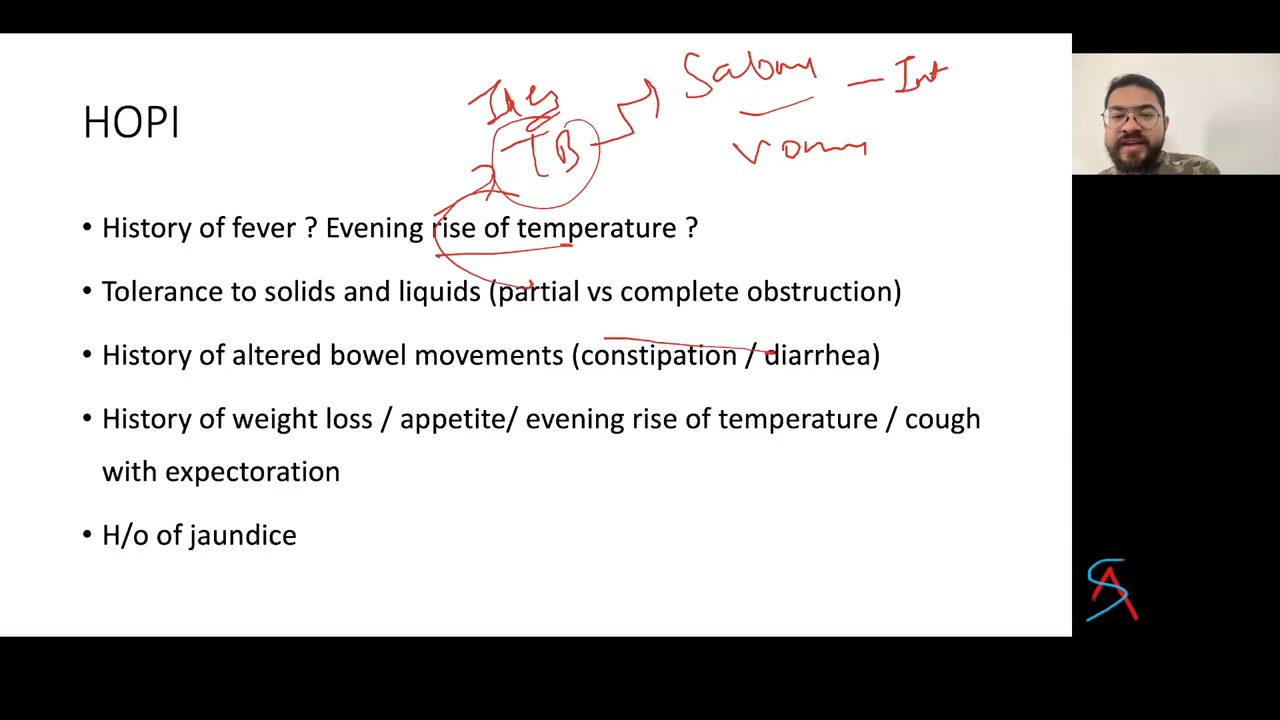 TB
HOPI
• History of fever ? Evening rise of temperature ?
• Tolerance to solids and liquids (partial vs complete obstruction)
• History of altered bowel movements (constipation / diarrhea)
• History of weight loss / appetite/ evening rise of temperature / cough
with expectoration
• H/o of jaundice